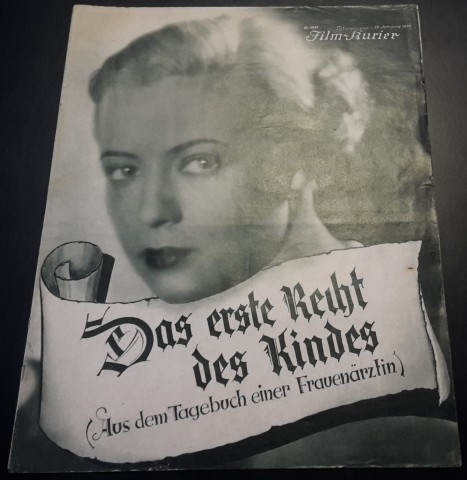 Film-Kurier
Das erste Recht
des Kindes
(Aus dem Tagebuch einer Frauenärztin)